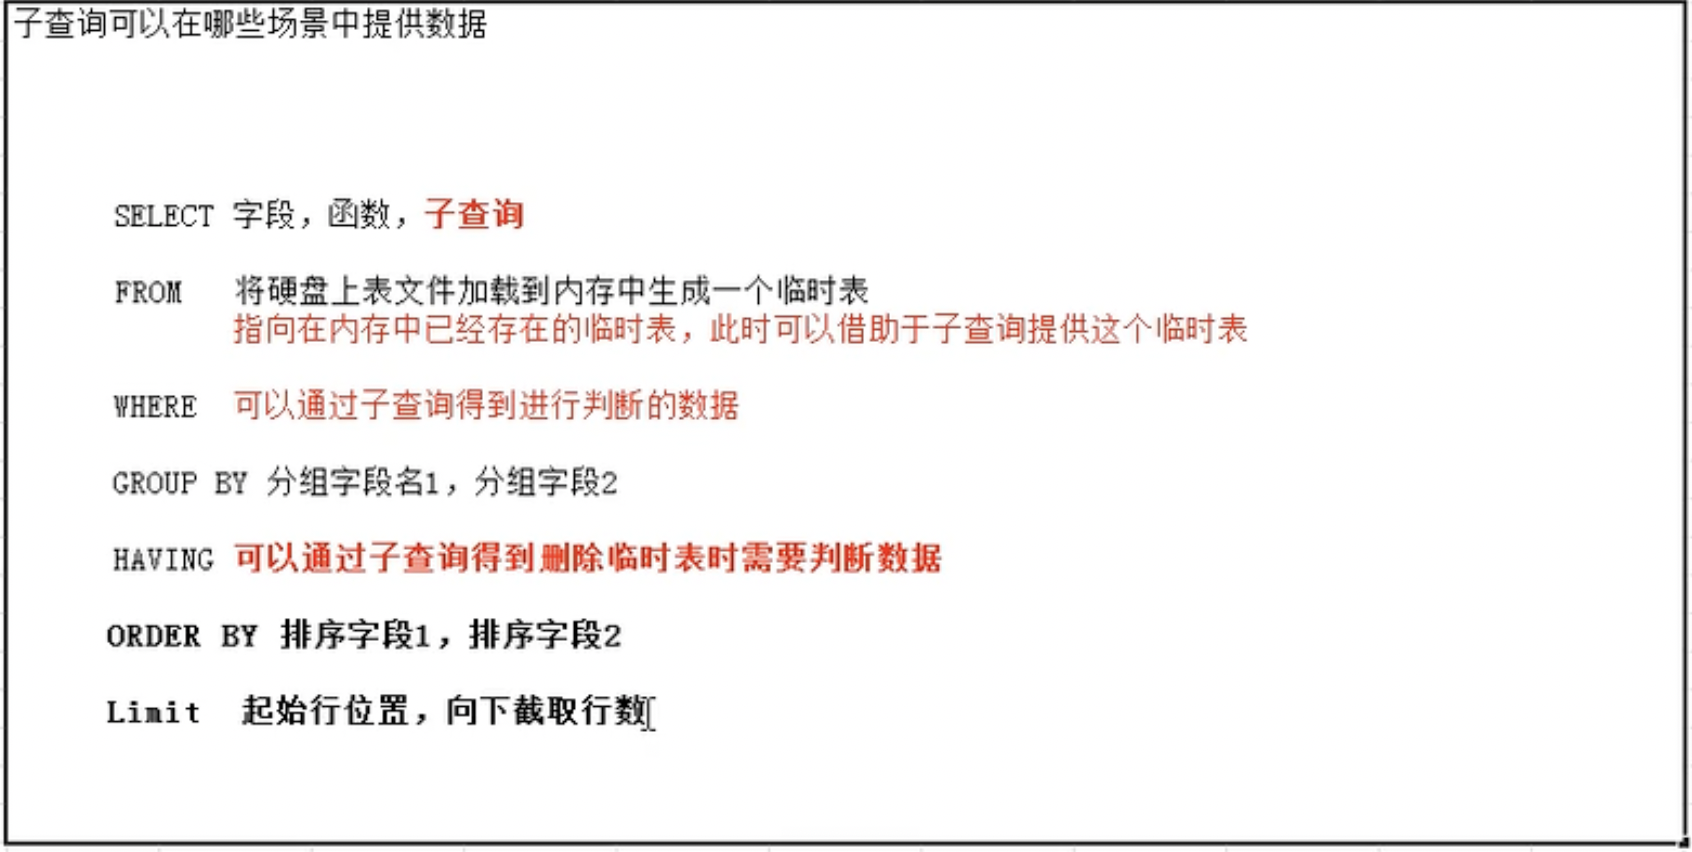 子查询可以在哪些场景中提供数据
SELECT 字段，函数，子查询
FROM 将硬盘上表文件加载到内存中生成一个临时表
指向在内存中已经存在的临时表，此时可以借助于子查询提供这个临时表
WHERE 可以通过子查询得到进行判断的数据
GROUP BY 分组字段名1，分组字段2
HAVING 可以通过子查询得到删除临时表时需要判断数据
ORDER BY 排序字段1，排序字段2
Limit 起始行位置，向下截取行数